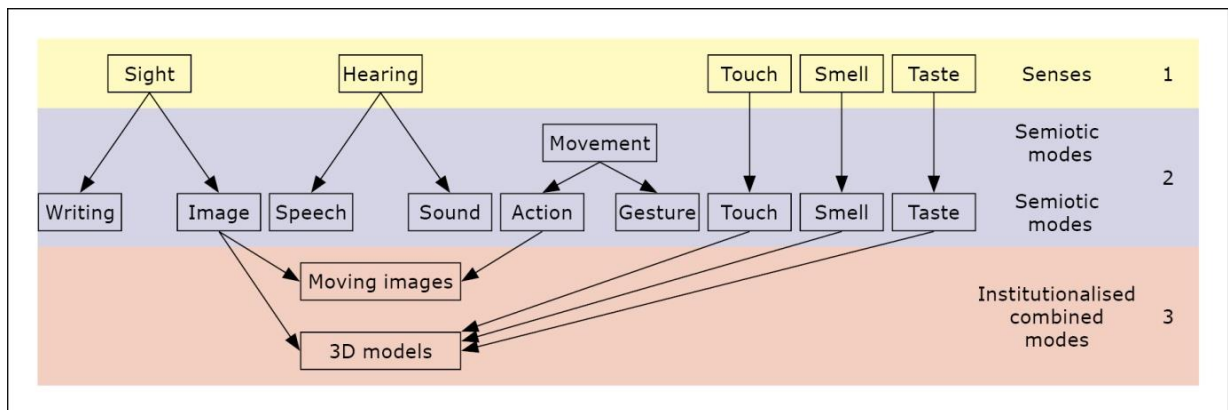 Sight
Hearing
Touch
Smell
Taste
Senses
1
Movement
Semiotic
modes
2
Writing
Image
Speech
Sound
Action
Gesture
Touch
Smell
Taste
Semiotic
modes
Moving images
3D models
Institutionalised
combined
modes
3